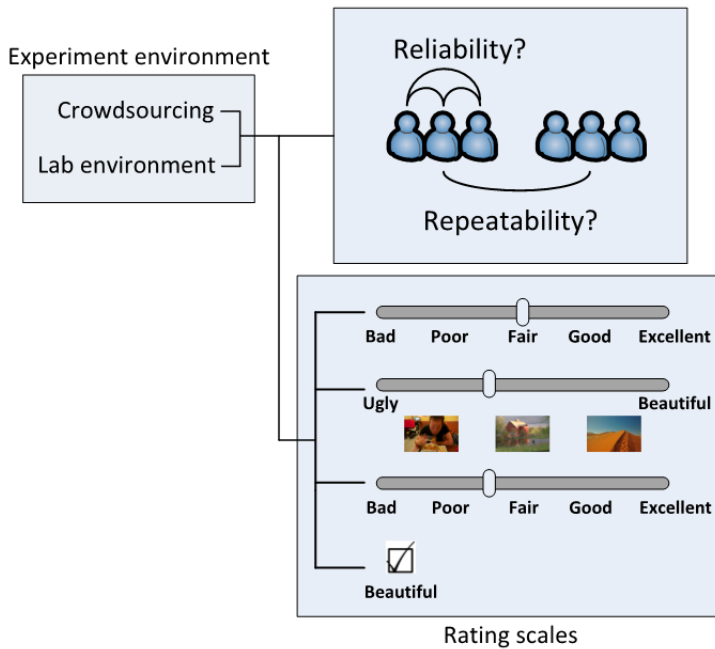 Experiment environment
Crowdsourcing
Lab environment
Reliability?
Repeatability?
Bad Poor Fair Good Excellent
Ugly Beautiful
Bad Poor Fair Good Excellent
Beautiful
Rating scales